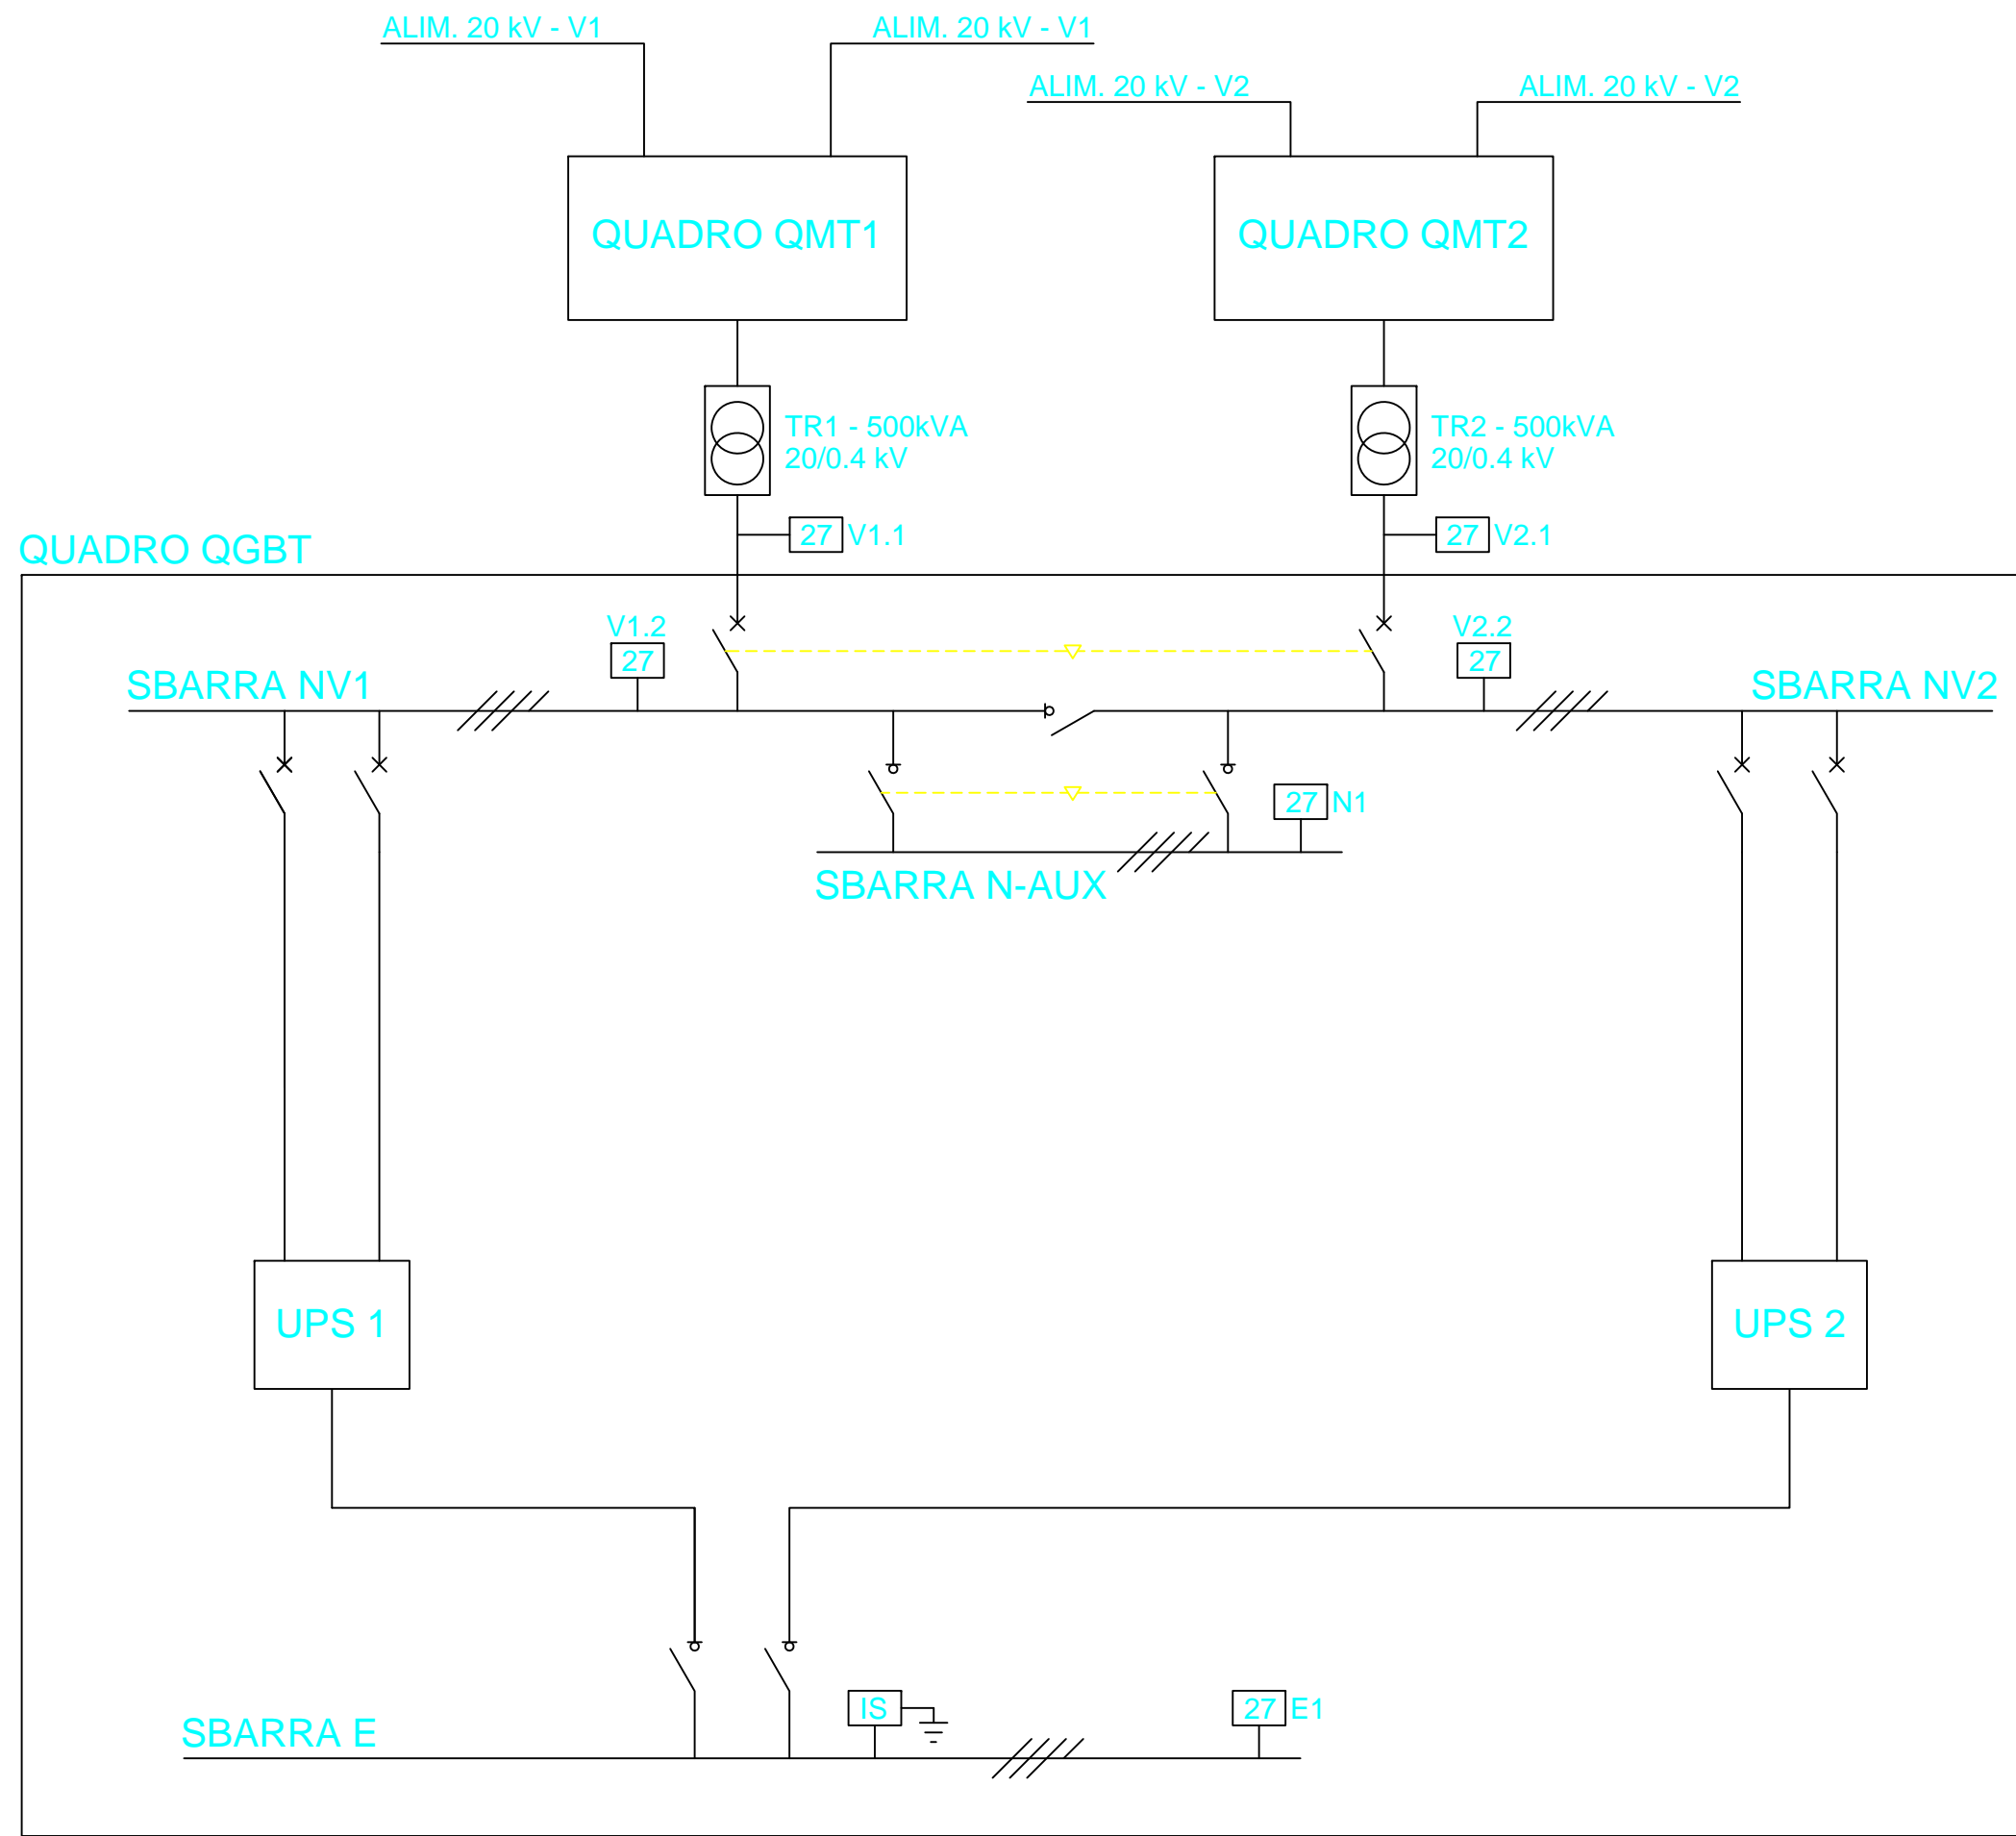 ALIM. 20 kV - V1
ALIM. 20 kV - V1
ALIM. 20 kV - V2
ALIM. 20 kV - V2
QUADRO QMT1
QUADRO QMT2
TR1 - 500kVA
20/0.4 kV
TR2 - 500kVA
20/0.4 kV
27 V1.1
27 V2.1
QUADRO QGBT
V1.2
27
V2.2
27
SBARRA NV1
SBARRA NV2
27 N1
SBARRA N-AUX
UPS 1
UPS 2
IS
27 E1
SBARRA E